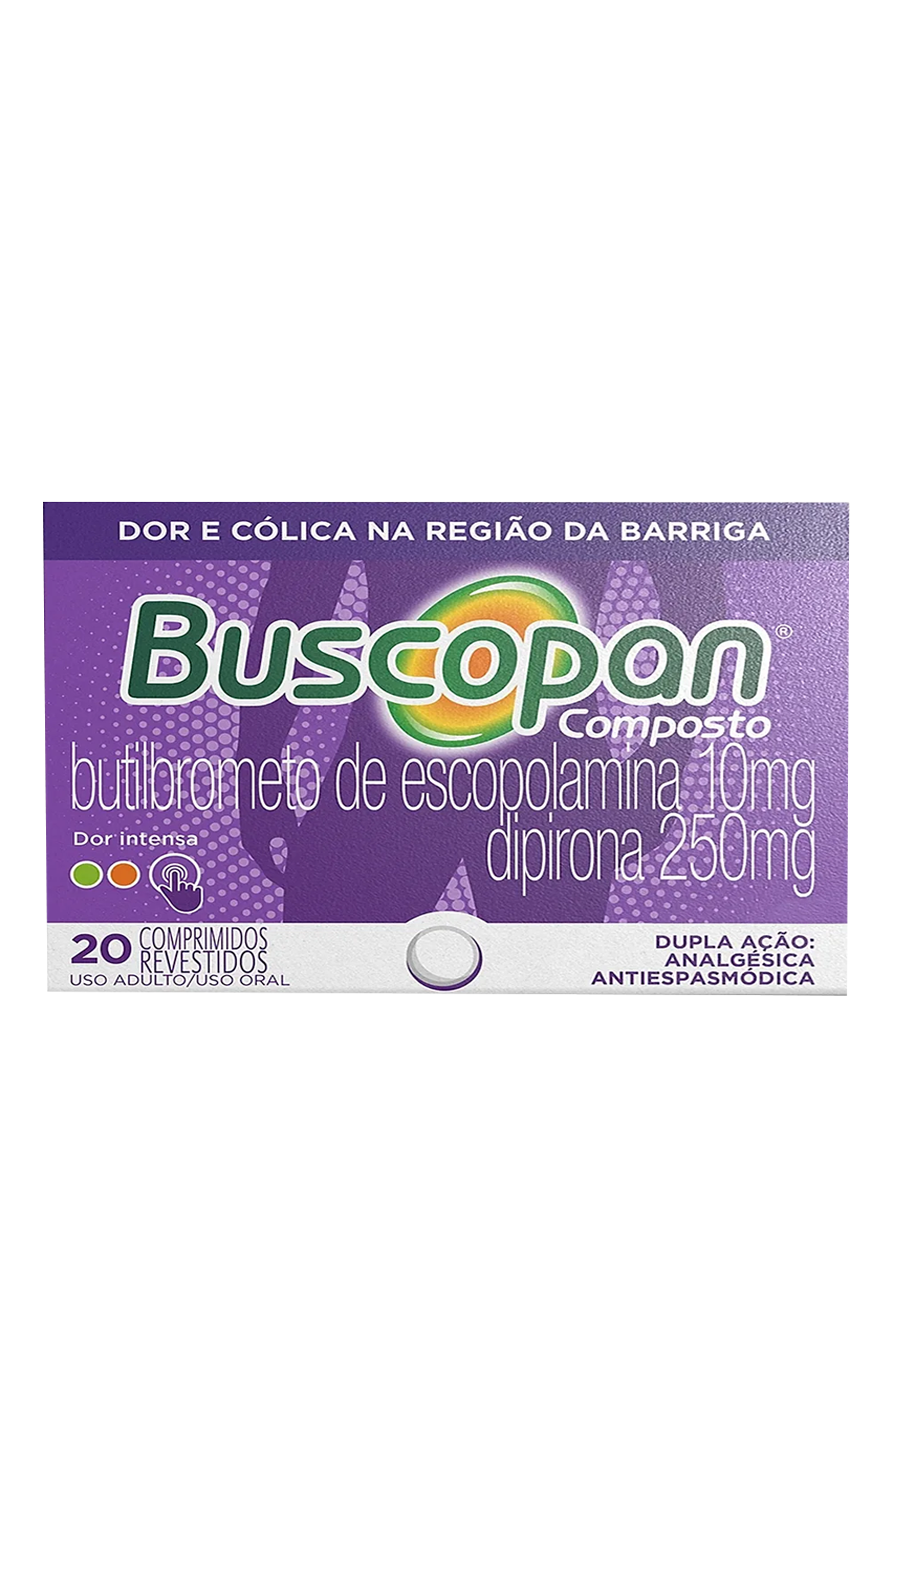 DOR E CÓLICA NA REGIÃO DA BARRIGA
Buscopan®
Composto
butilbrometo de escopolamina 10mg
dipirona 250mg
Dor intensa
20 COMPRIMIDOS
REVESTIDOS
USO ADULTO/USO ORAL
DUPLA AÇÃO:
ANALGÉSICA
ANTIESPASMÓDICA